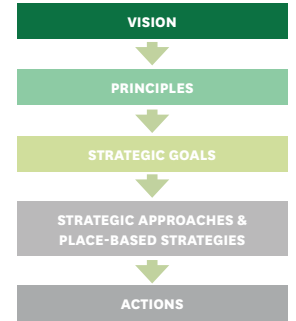 VISION
PRINCIPLES
STRATEGIC GOALS
STRATEGIC APPROACHES &
PLACE-BASED STRATEGIES
ACTIONS